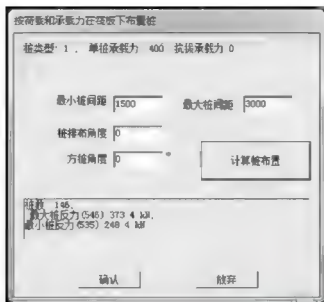 按荷载和承载力在筏板下布置桩
桩类型: 1 . 单桩承载力 400 抗拔承载力 0
最小桩间距 1500 最大桩间距 3000
桩排布角度 0
方桩角度 0 °
计算桩布置
桩数 146.
最大桩反力(546) 373.4 kN,
最小桩反力(535) 248.4 kN
确认 放弃